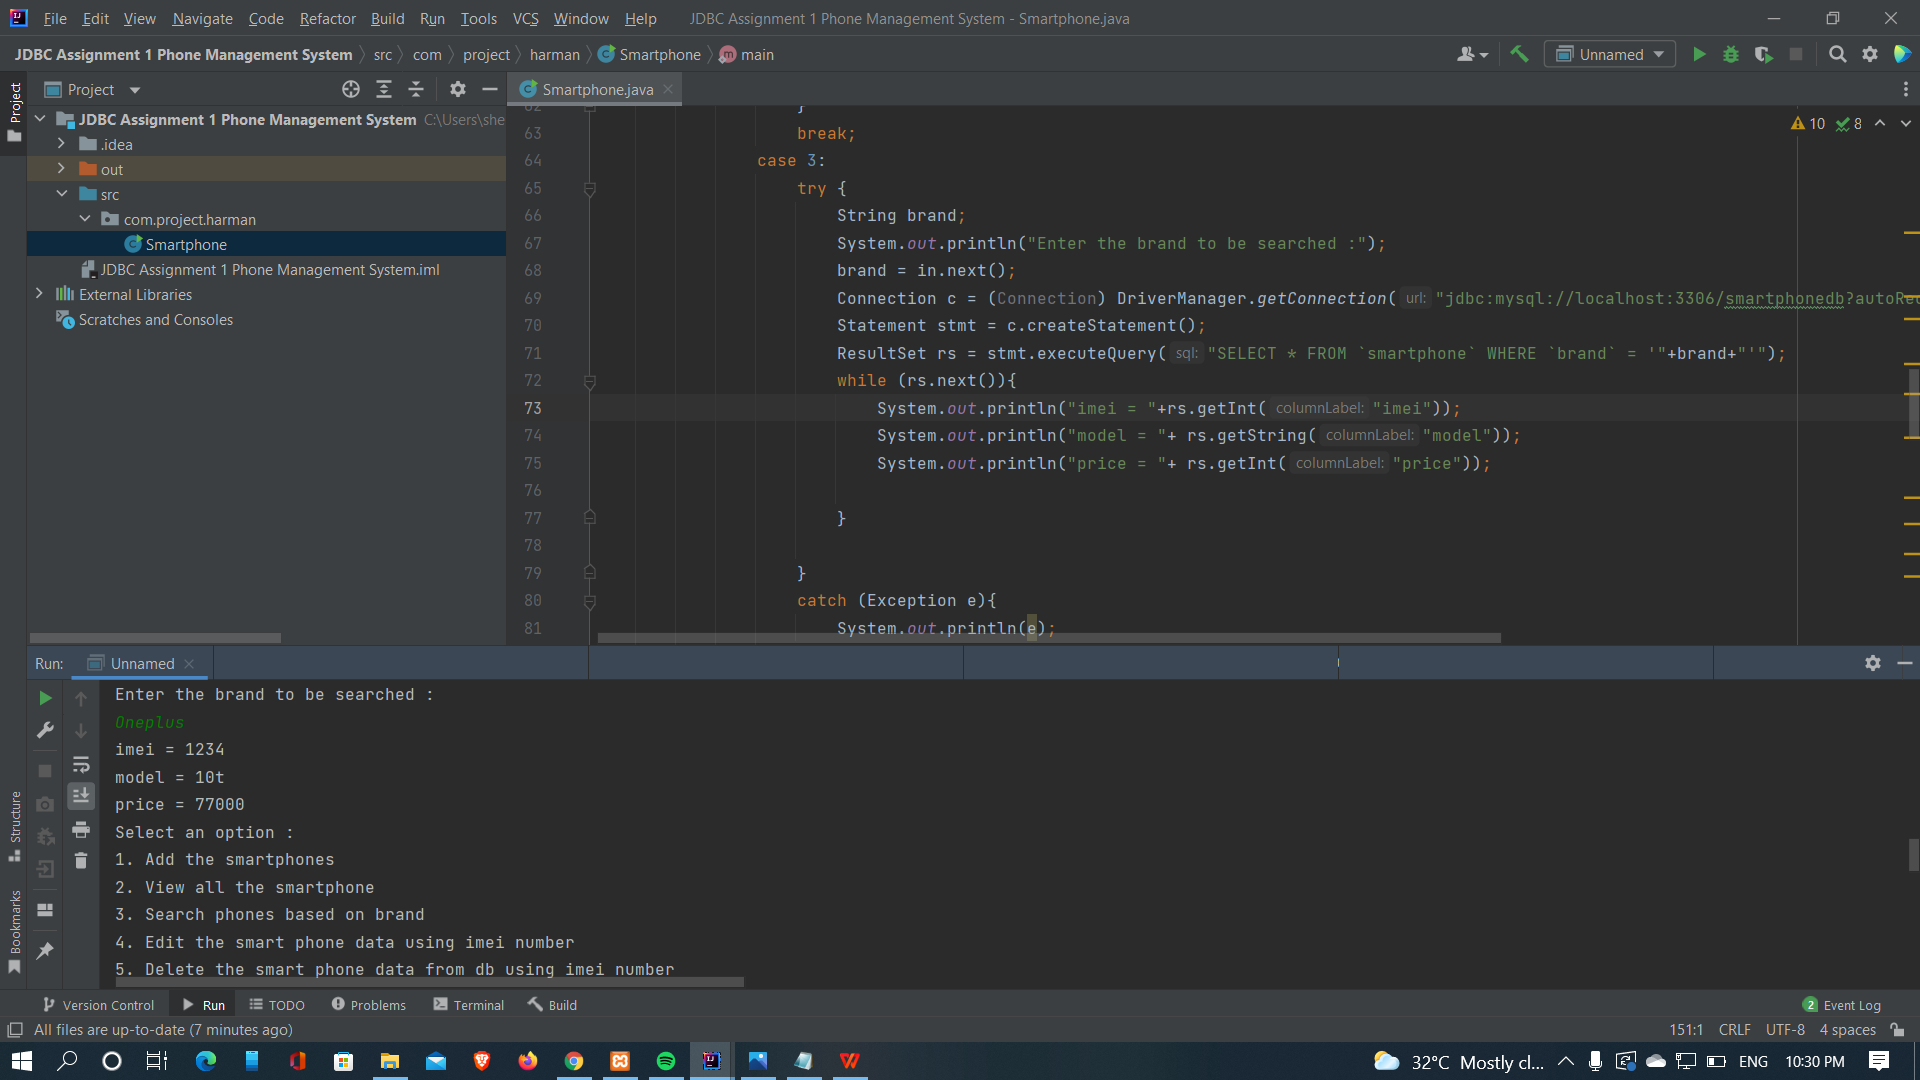 File Edit View Navigate Code Refactor Build Run Tools VCS Window Help JDBC Assignment 1 Phone Management System - Smartphone.java
JDBC Assignment 1 Phone Management System src com project harman Smartphone main Unnamed
Project Project Smartphone.java
JDBC Assignment 1 Phone Management System C:\Users\she
.idea
out
src
com.project.harman
Smartphone
JDBC Assignment 1 Phone Management System.iml
External Libraries
Scratches and Consoles
10 8
62 }
63 break;
64 case 3:
65 try {
66 String brand;
67 System.out.println("Enter the brand to be searched :");
68 brand = in.next();
69 Connection c = (Connection) DriverManager.getConnection( url: "jdbc:mysql://localhost:3306/smartphonedb?autoRec
70 Statement stmt = c.createStatement();
71 ResultSet rs = stmt.executeQuery( sql: "SELECT * FROM `smartphone` WHERE `brand` = '"+brand+"'");
72 while (rs.next()){
73 System.out.println("imei = "+rs.getInt( columnLabel: "imei"));
74 System.out.println("model = "+ rs.getString( columnLabel: "model"));
75 System.out.println("price = "+ rs.getInt( columnLabel: "price"));
76
77 }
78
79 }
80 catch (Exception e){
81 System.out.println(e);
Run: Unnamed
Enter the brand to be searched :
Oneplus
imei = 1234
model = 10t
price = 77000
Select an option :
1. Add the smartphones
2. View all the smartphone
3. Search phones based on brand
4. Edit the smart phone data using imei number
5. Delete the smart phone data from db using imei number
Structure
Bookmarks
Version Control Run TODO Problems Terminal Build 2 Event Log
All files are up-to-date (7 minutes ago) 151:1 CRLF UTF-8 4 spaces
32°C Mostly cl... ENG 10:30 PM